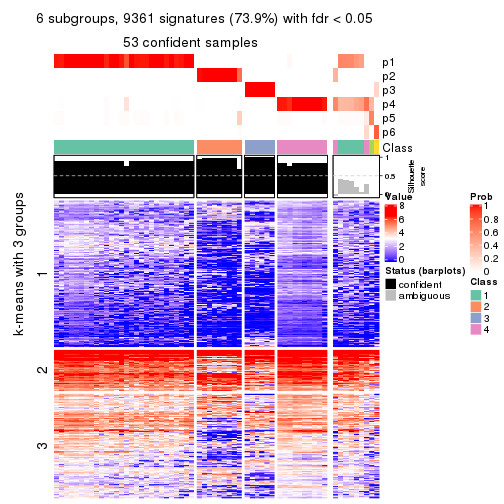 6 subgroups, 9361 signatures (73.9%) with fdr < 0.05
53 confident samples
p1
p2
p3
p4
p5
p6
Class
1
0.5
0
Silhouette
score
k-means with 3 groups
1
2
3
Value
8
6
4
2
0
Status (barplots)
confident
ambiguous
Prob
1
0.8
0.6
0.4
0.2
0
Class
1
2
3
4